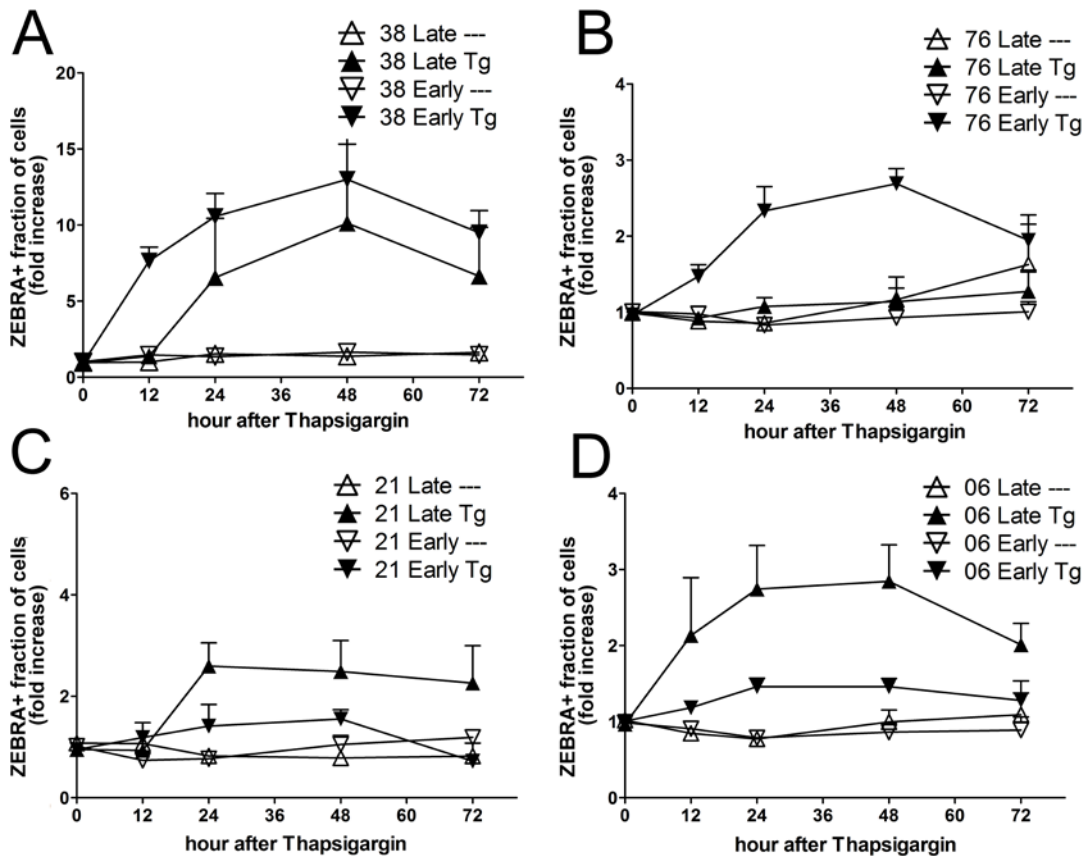 A
38 Late ---
38 Late Tg
38 Early ---
38 Early Tg
ZEBRA+ fraction of cells
(fold increase)
20
15
10
5
0
0 12 24 36 48 60 72
hour after Thapsigargin
B
76 Late ---
76 Late Tg
76 Early ---
76 Early Tg
ZEBRA+ fraction of cells
(fold increase)
4
3
2
1
0
0 12 24 36 48 60 72
hour after Thapsigargin
C
21 Late ---
21 Late Tg
21 Early ---
21 Early Tg
ZEBRA+ fraction of cells
(fold increase)
6
4
2
0
0 12 24 36 48 60 72
hour after Thapsigargin
D
06 Late ---
06 Late Tg
06 Early ---
06 Early Tg
ZEBRA+ fraction of cells
(fold increase)
4
3
2
1
0
0 12 24 36 48 60 72
hour after Thapsigargin